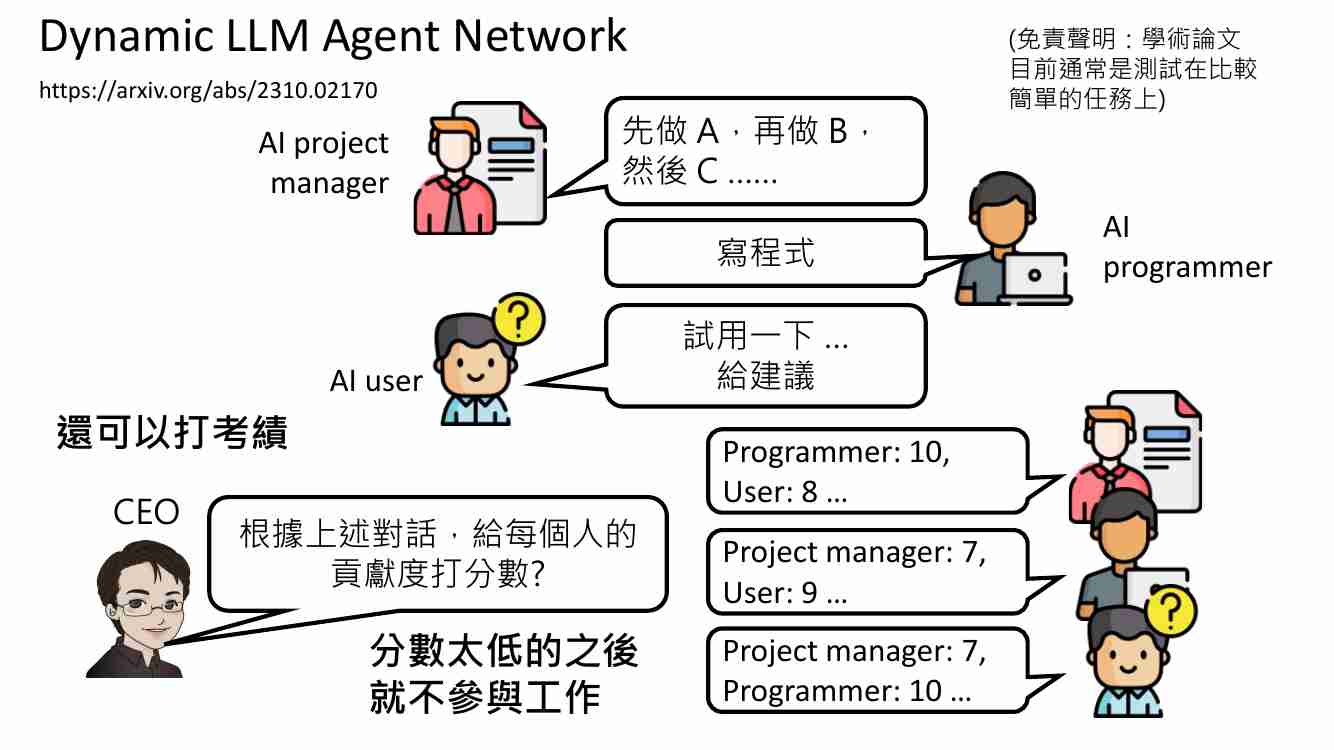 Dynamic LLM Agent Network
https://arxiv.org/abs/2310.02170
(免責聲明：學術論文
目前通常是測試在比較
簡單的任務上)
AI project
manager
先做 A，再做 B，
然後 C ......
寫程式
AI
programmer
AI user
試用一下 ...
給建議
還可以打考績
CEO
根據上述對話，給每個人的
貢獻度打分數?
分數太低的之後
就不參與工作
Programmer: 10,
User: 8 ...
Project manager: 7,
User: 9 ...
Project manager: 7,
Programmer: 10 ...